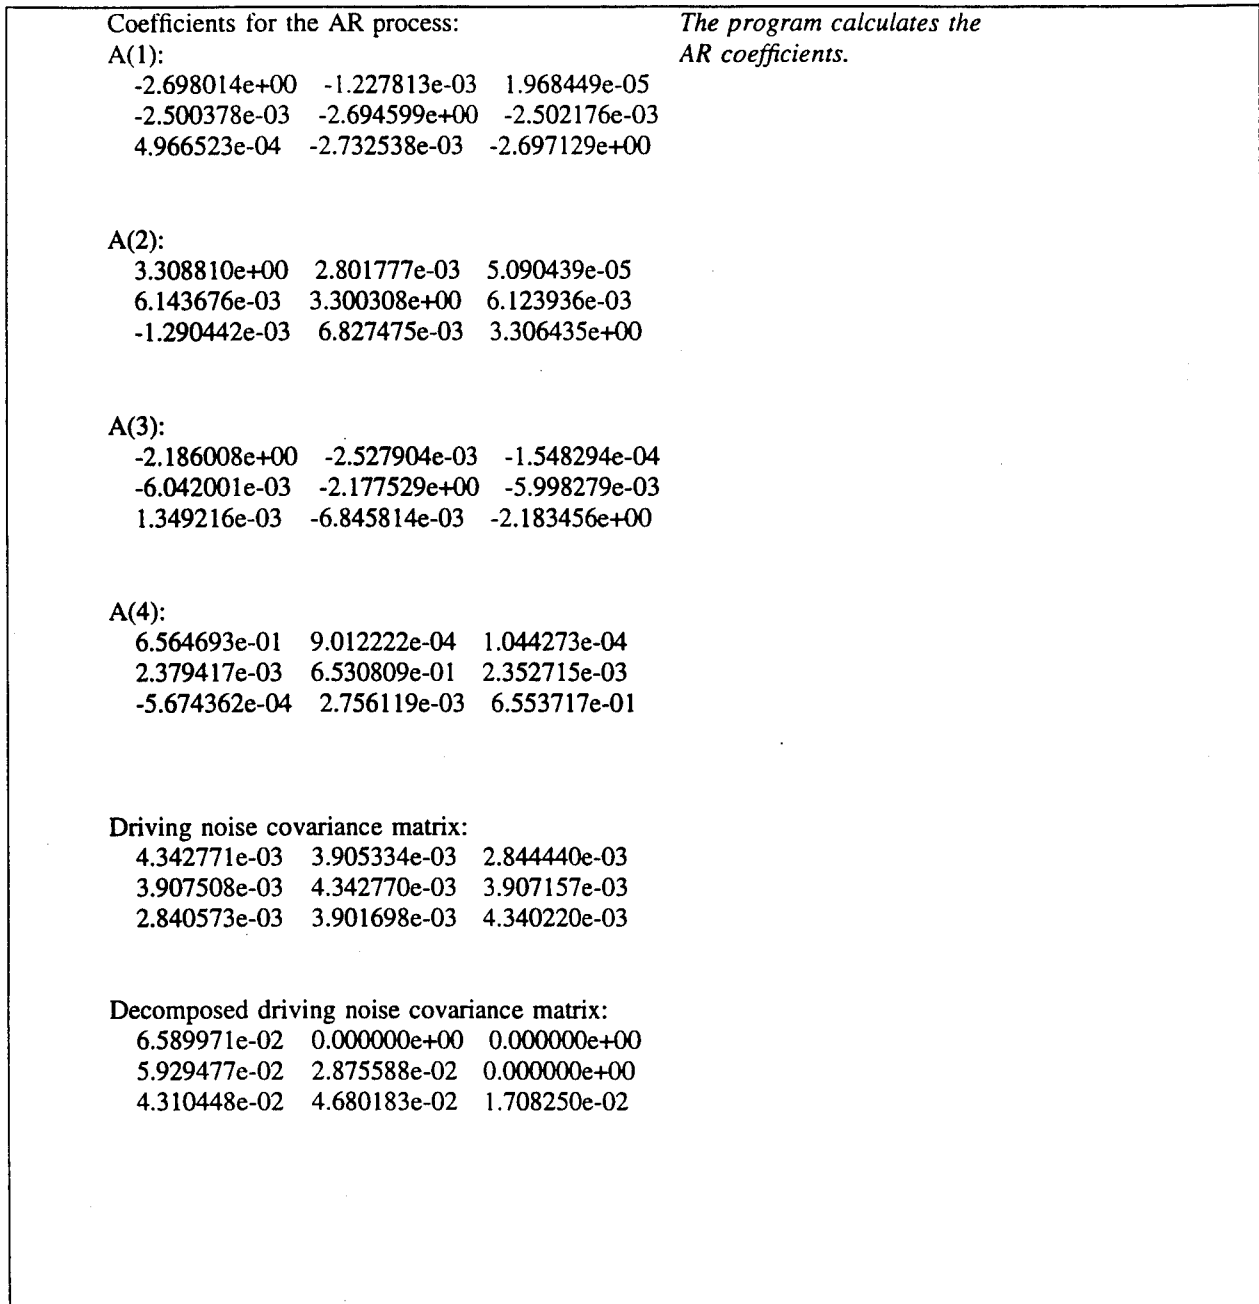 Coefficients for the AR process: The program calculates the
A(1): AR coefficients.
-2.698014e+00 -1.227813e-03 1.968449e-05
-2.500378e-03 -2.694599e+00 -2.502176e-03
4.966523e-04 -2.732538e-03 -2.697129e+00
A(2):
3.308810e+00 2.801777e-03 5.090439e-05
6.143676e-03 3.300308e+00 6.123936e-03
-1.290442e-03 6.827475e-03 3.306435e+00
A(3):
-2.186008e+00 -2.527904e-03 -1.548294e-04
-6.042001e-03 -2.177529e+00 -5.998279e-03
1.349216e-03 -6.845814e-03 -2.183456e+00
A(4):
6.564693e-01 9.012222e-04 1.044273e-04
2.379417e-03 6.530809e-01 2.352715e-03
-5.674362e-04 2.756119e-03 6.553717e-01
Driving noise covariance matrix:
4.342771e-03 3.905334e-03 2.844440e-03
3.907508e-03 4.342770e-03 3.907157e-03
2.840573e-03 3.901698e-03 4.340220e-03
Decomposed driving noise covariance matrix:
6.589971e-02 0.000000e+00 0.000000e+00
5.929477e-02 2.875588e-02 0.000000e+00
4.310448e-02 4.680183e-02 1.708250e-02